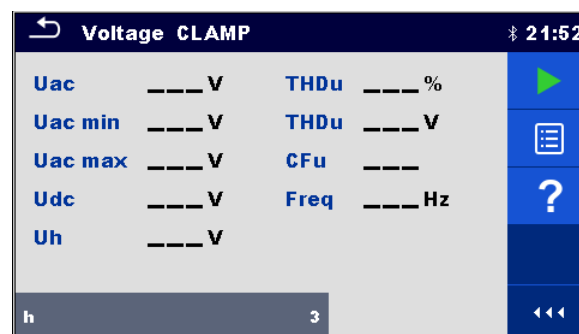 Voltage CLAMP 21:52
Uac ___V THDu ___%
Uac min ___V THDu ___V
Uac max ___V CFu ___
Udc ___V Freq ___Hz
Uh ___V
?
h 3